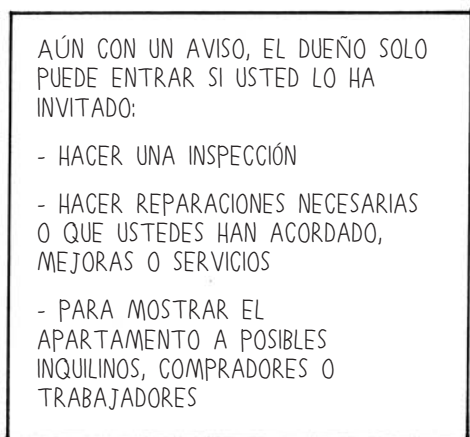 AÚN CON UN AVISO, EL DUEÑO SOLO
PUEDE ENTRAR SI USTED LO HA
INVITADO:
- HACER UNA INSPECCIÓN
- HACER REPARACIONES NECESARIAS
O QUE USTEDES HAN ACORDADO,
MEJORAS O SERVICIOS
- PARA MOSTRAR EL
APARTAMENTO A POSIBLES
INQUILINOS, COMPRADORES O
TRABAJADORES